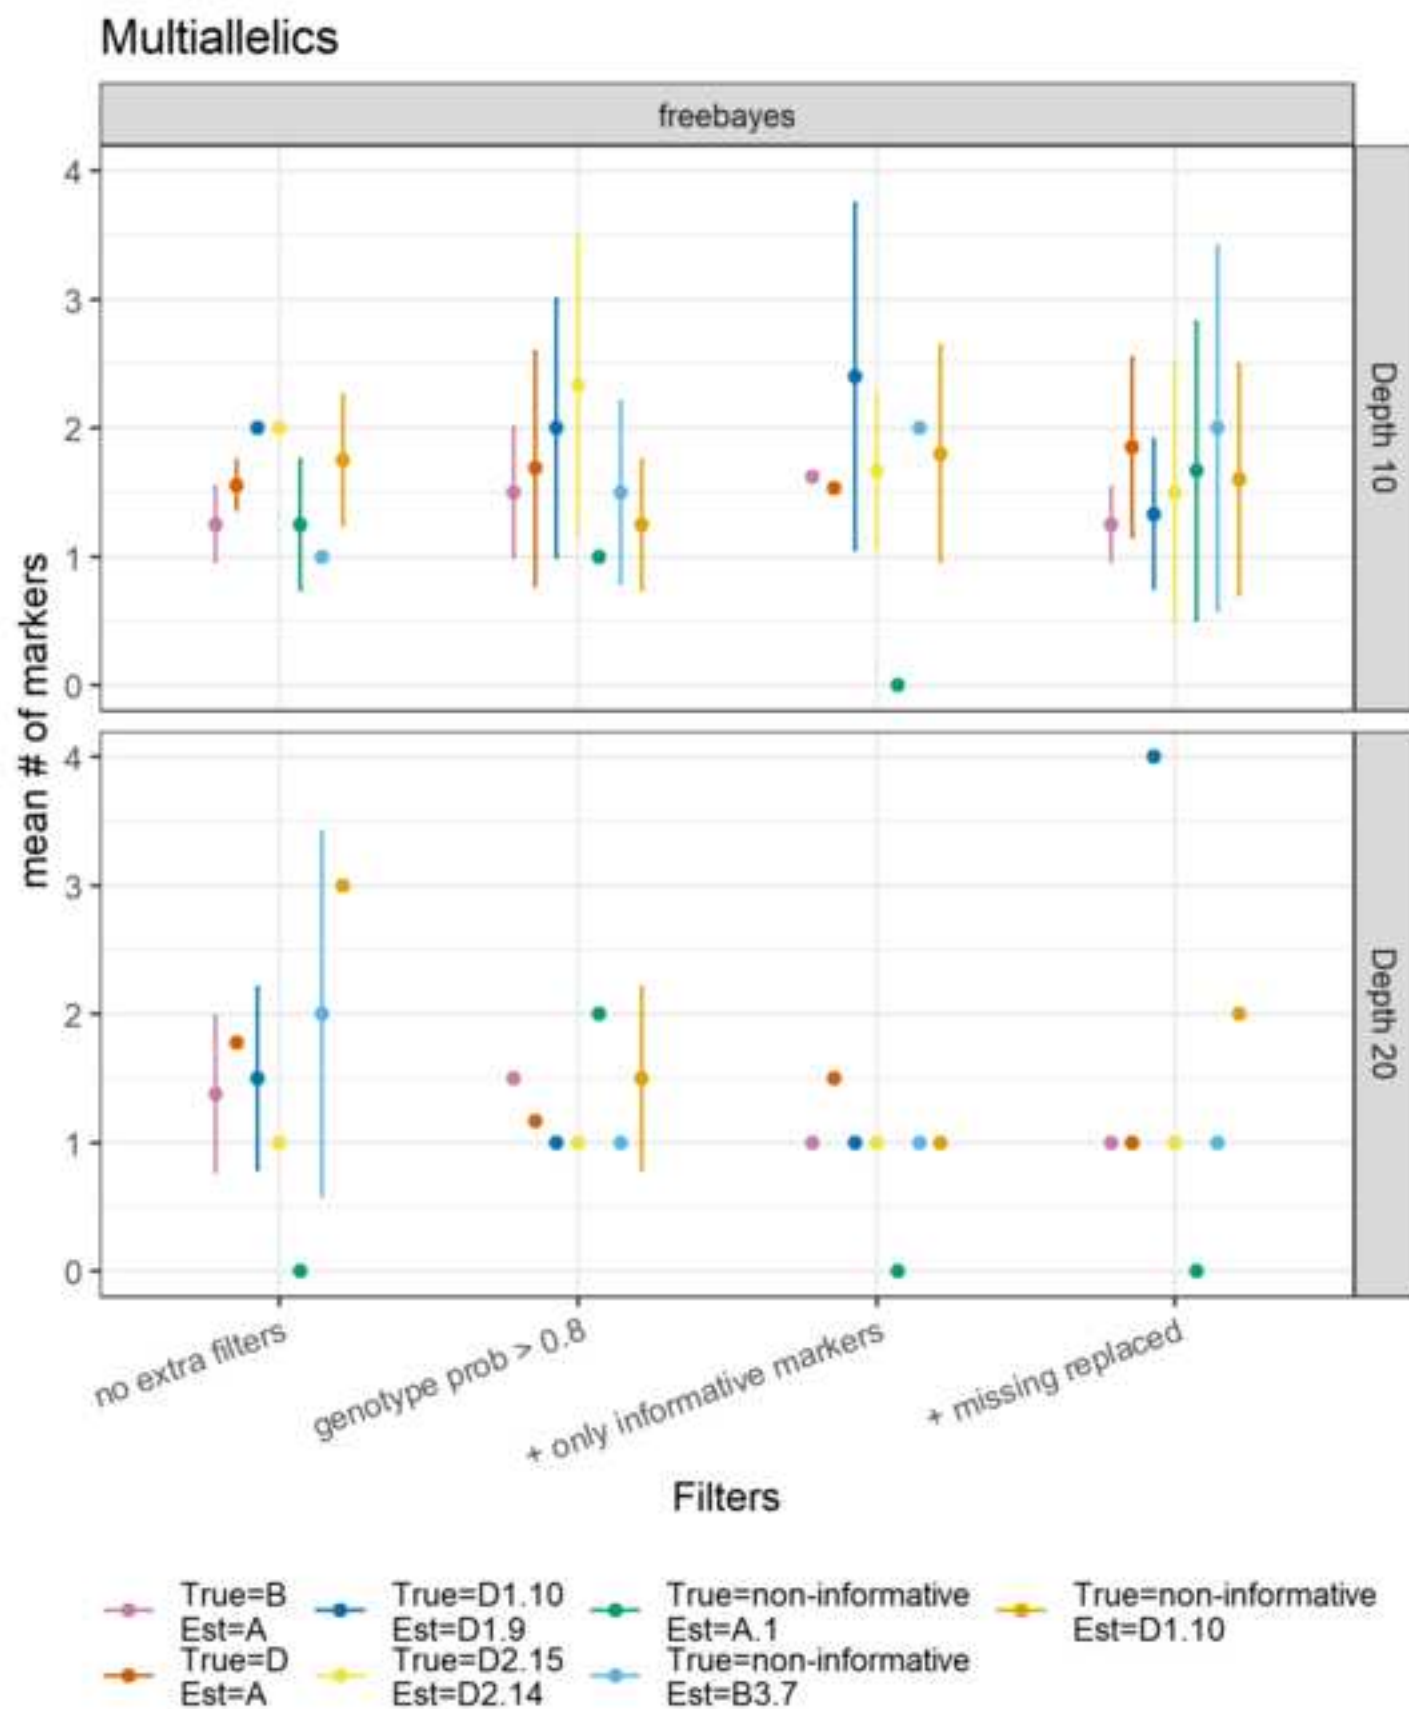 Multiallelics
freebayes
4
3
2
1
0
Depth 10
mean # of markers
4
3
2
1
0
Depth 20
no extra filters
genotype prob > 0.8
+ only informative markers
+ missing replaced
Filters
True=B
Est=A
True=D1.10
Est=D1.9
True=non-informative
Est=A.1
True=non-informative
Est=D1.10
True=D
Est=A
True=D2.15
Est=D2.14
True=non-informative
Est=B3.7